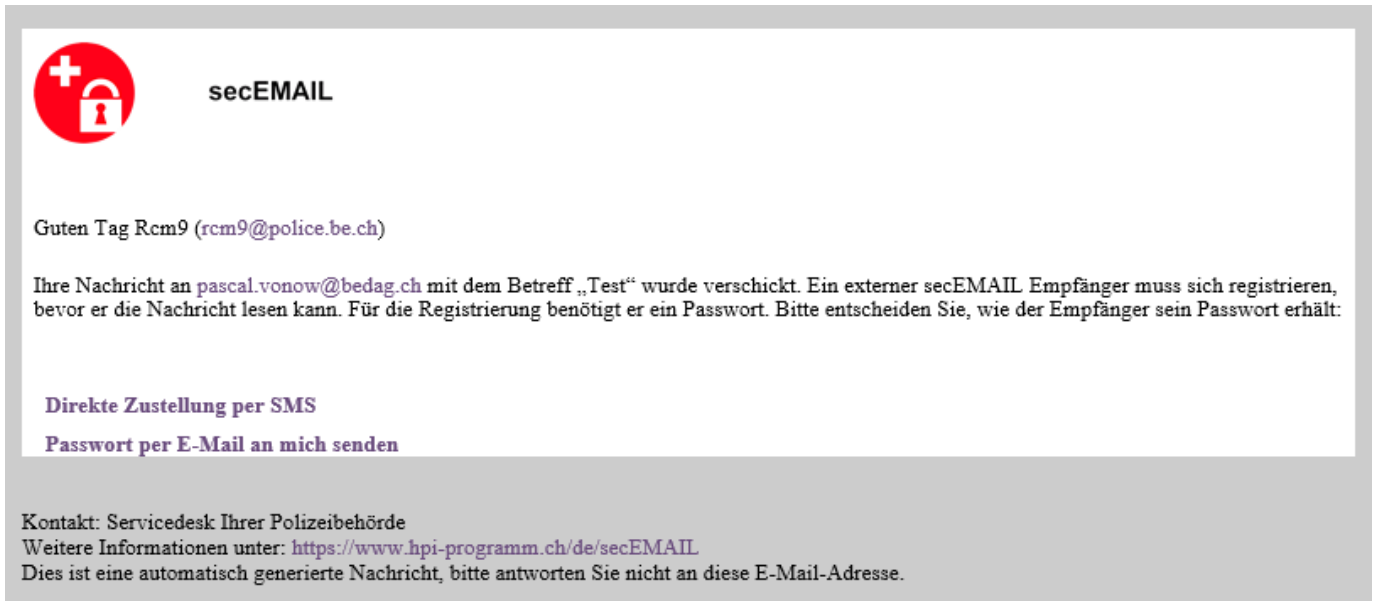 secEMAIL
Guten Tag Rcm9 (rcm9@police.be.ch)
Ihre Nachricht an pascal.vonow@bedag.ch mit dem Betreff „Test“ wurde verschickt. Ein externer secEMAIL Empfänger muss sich registrieren,
bevor er die Nachricht lesen kann. Für die Registrierung benötigt er ein Passwort. Bitte entscheiden Sie, wie der Empfänger sein Passwort erhält:
Direkte Zustellung per SMS
Passwort per E-Mail an mich senden
Kontakt: Servicedesk Ihrer Polizeibehörde
Weitere Informationen unter: https://www.hpi-programm.ch/de/secEMAIL
Dies ist eine automatisch generierte Nachricht, bitte antworten Sie nicht an diese E-Mail-Adresse.